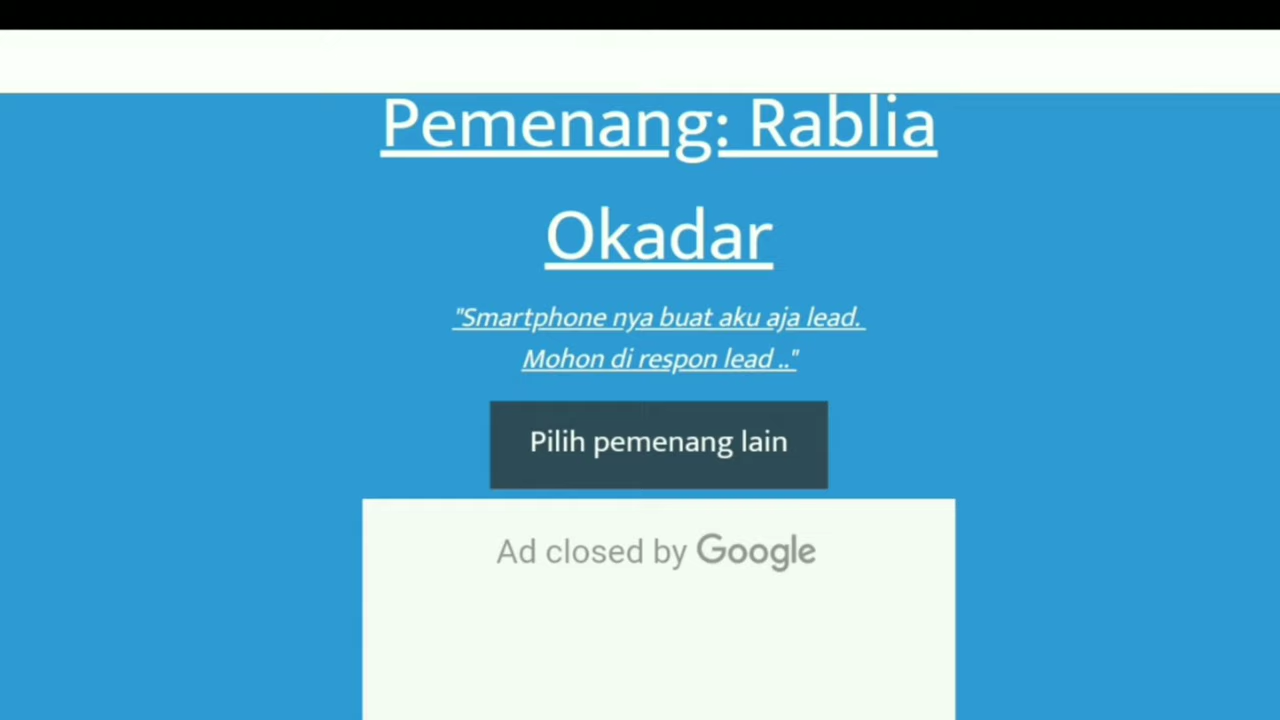 Pemenang: Rablia
Okadar
"Smartphone nya buat aku aja lead.
Mohon di respon lead .."
Pilih pemenang lain
Ad closed by Google